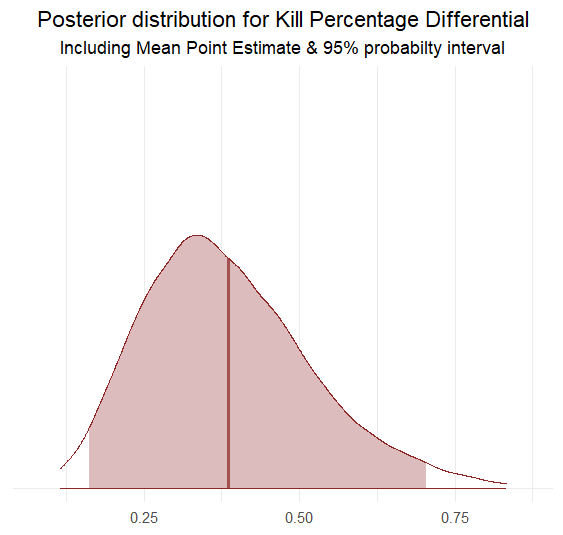 Posterior distribution for Kill Percentage Differential
Including Mean Point Estimate & 95% probabilty interval
0.25 0.50 0.75